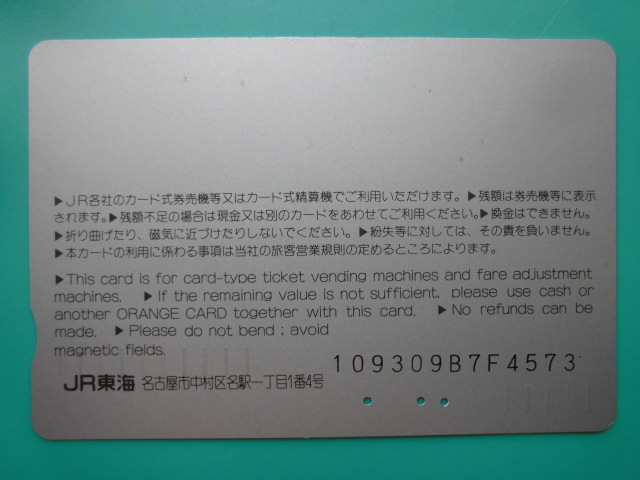 ▶JR各社のカード式券売機等又はカード式精算機でご利用いただけます。▶残額は券売機等に表示
されます。▶残額不足の場合は現金又は別のカードをあわせてご利用ください。▶換金はできません。
▶折り曲げたり、磁気に近づけたりしないでください。▶紛失等に対しては、その責を負いません。
▶本カードの利用に係わる事項は当社の旅客営業規則の定めるところによります。
▶This card is for card-type ticket vending machines and fare adjustment
machines. ▶If the remaining value is not sufficient, please use cash or
another ORANGE CARD together with this card. ▶No refunds can be
made. ▶Please do not bend ; avoid
magnetic fields.
109309B7F4573
JR東海 名古屋市中村区名駅一丁目1番4号